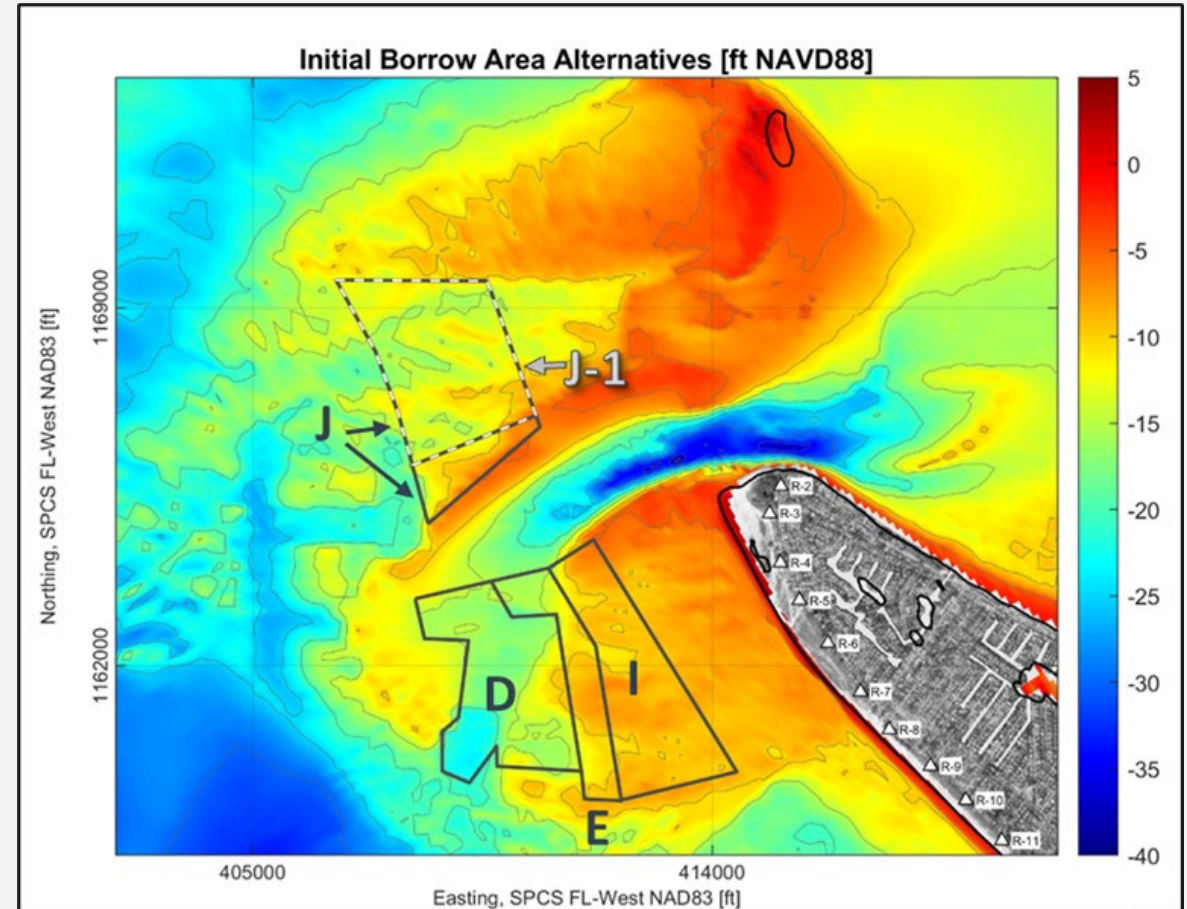 Initial Borrow Area Alternatives [ft NAVD88]
5
0
-5
-10
-15
-20
-25
-30
-35
-40
Northing, SPCS FL-West NAD83 [ft]
1169000
1162000
J-1
J
R-2
R-3
R-4
R-5
R-6
R-7
R-8
R-9
R-10
R-11
D
I
E
405000
414000
Easting, SPCS FL-West NAD83 [ft]